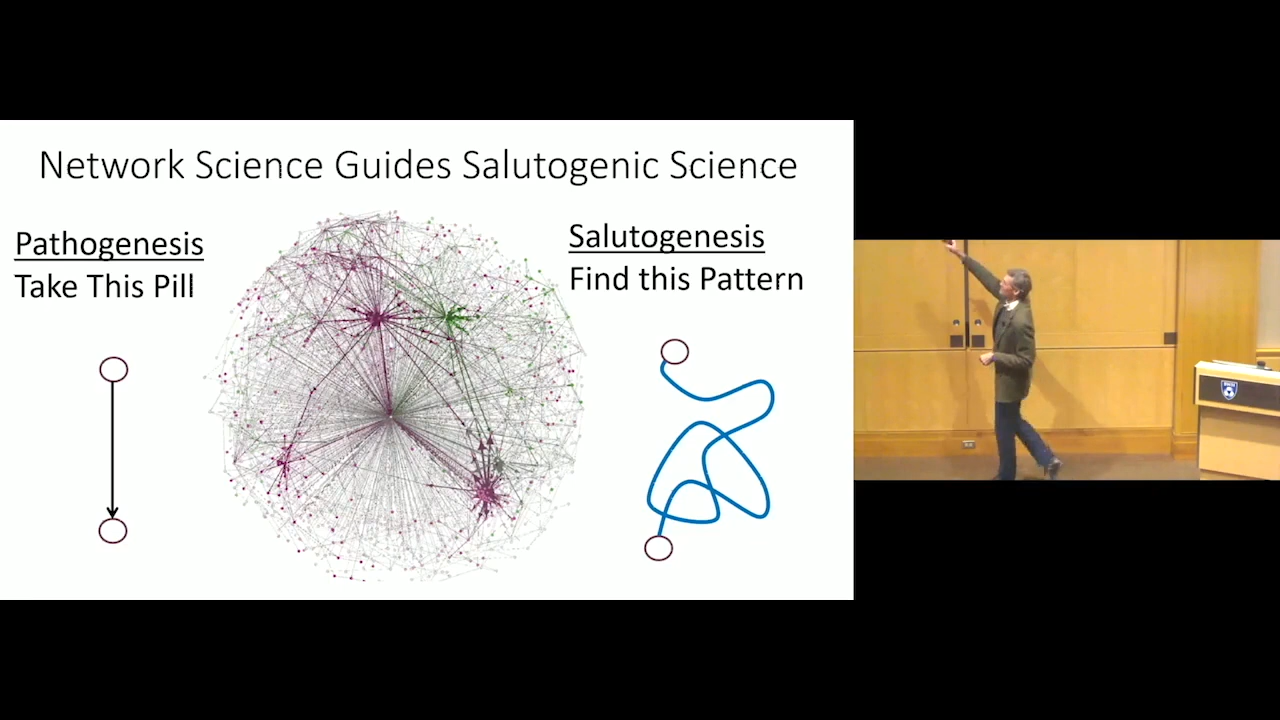 Network Science Guides Salutogenic Science
Pathogenesis
Take This Pill
Salutogenesis
Find this Pattern